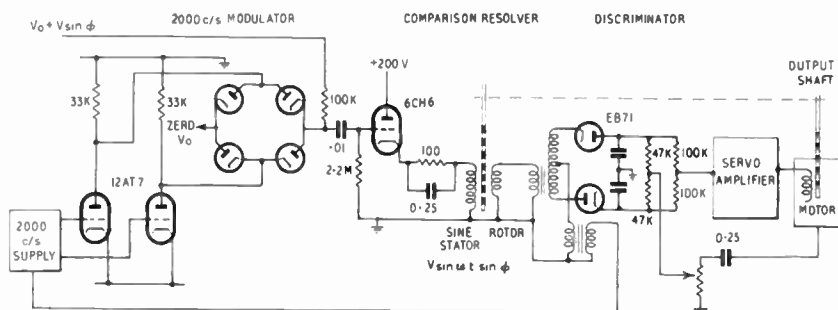 2000 c/s MODULATOR
COMPARISON RESOLVER
DISCRIMINATOR
V₀ + V sin ϕ
+200 V
OUTPUT
SHAFT
33K
33K
100K
6CH6
EB71
ZERO
V₀
.01
100
47K
100K
SERVO
AMPLIFIER
2·2 M
12AT7
0·25
100K
MOTOR
2000
c/s
SUPPLY
SINE
STATOR
ROTOR
47K
0·25
V sin ωt sin ϕ